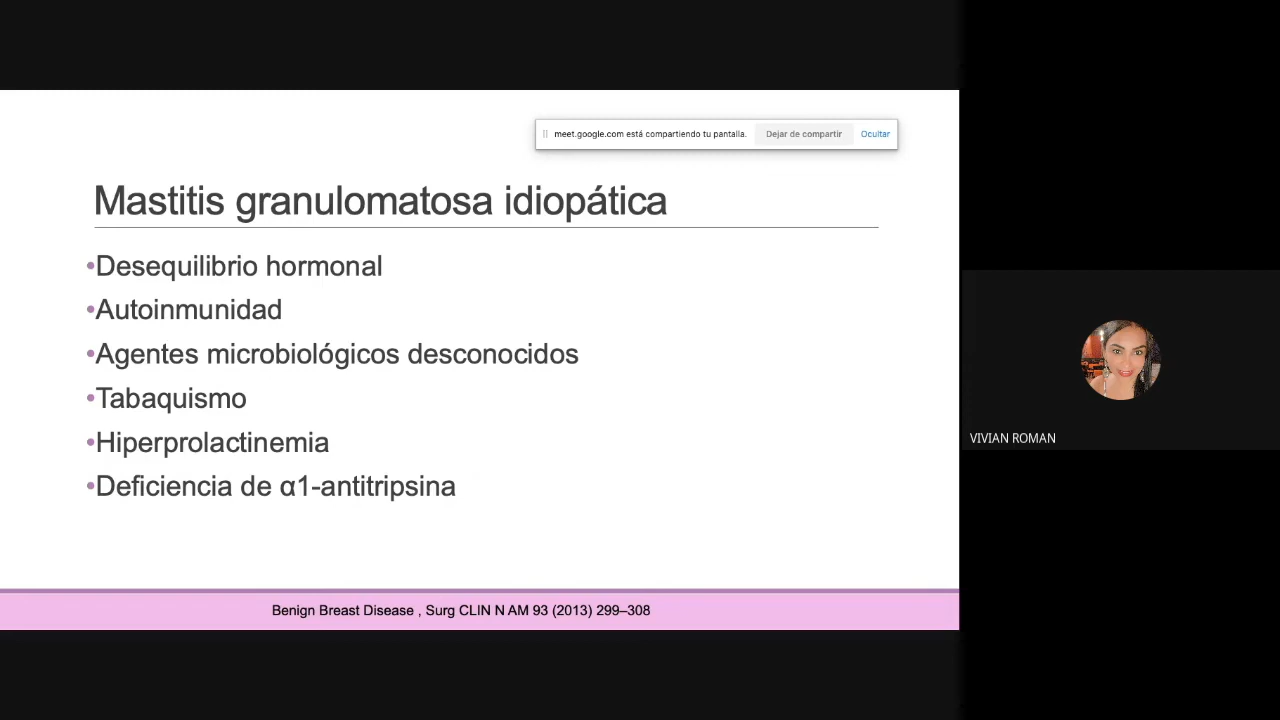 meet.google.com está compartiendo tu pantalla. Dejar de compartir Ocultar
Mastitis granulomatosa idiopática
•Desequilibrio hormonal
•Autoinmunidad
•Agentes microbiológicos desconocidos
•Tabaquismo
•Hiperprolactinemia
•Deficiencia de α1-antitripsina
Benign Breast Disease , Surg CLIN N AM 93 (2013) 299–308
VIVIAN ROMAN